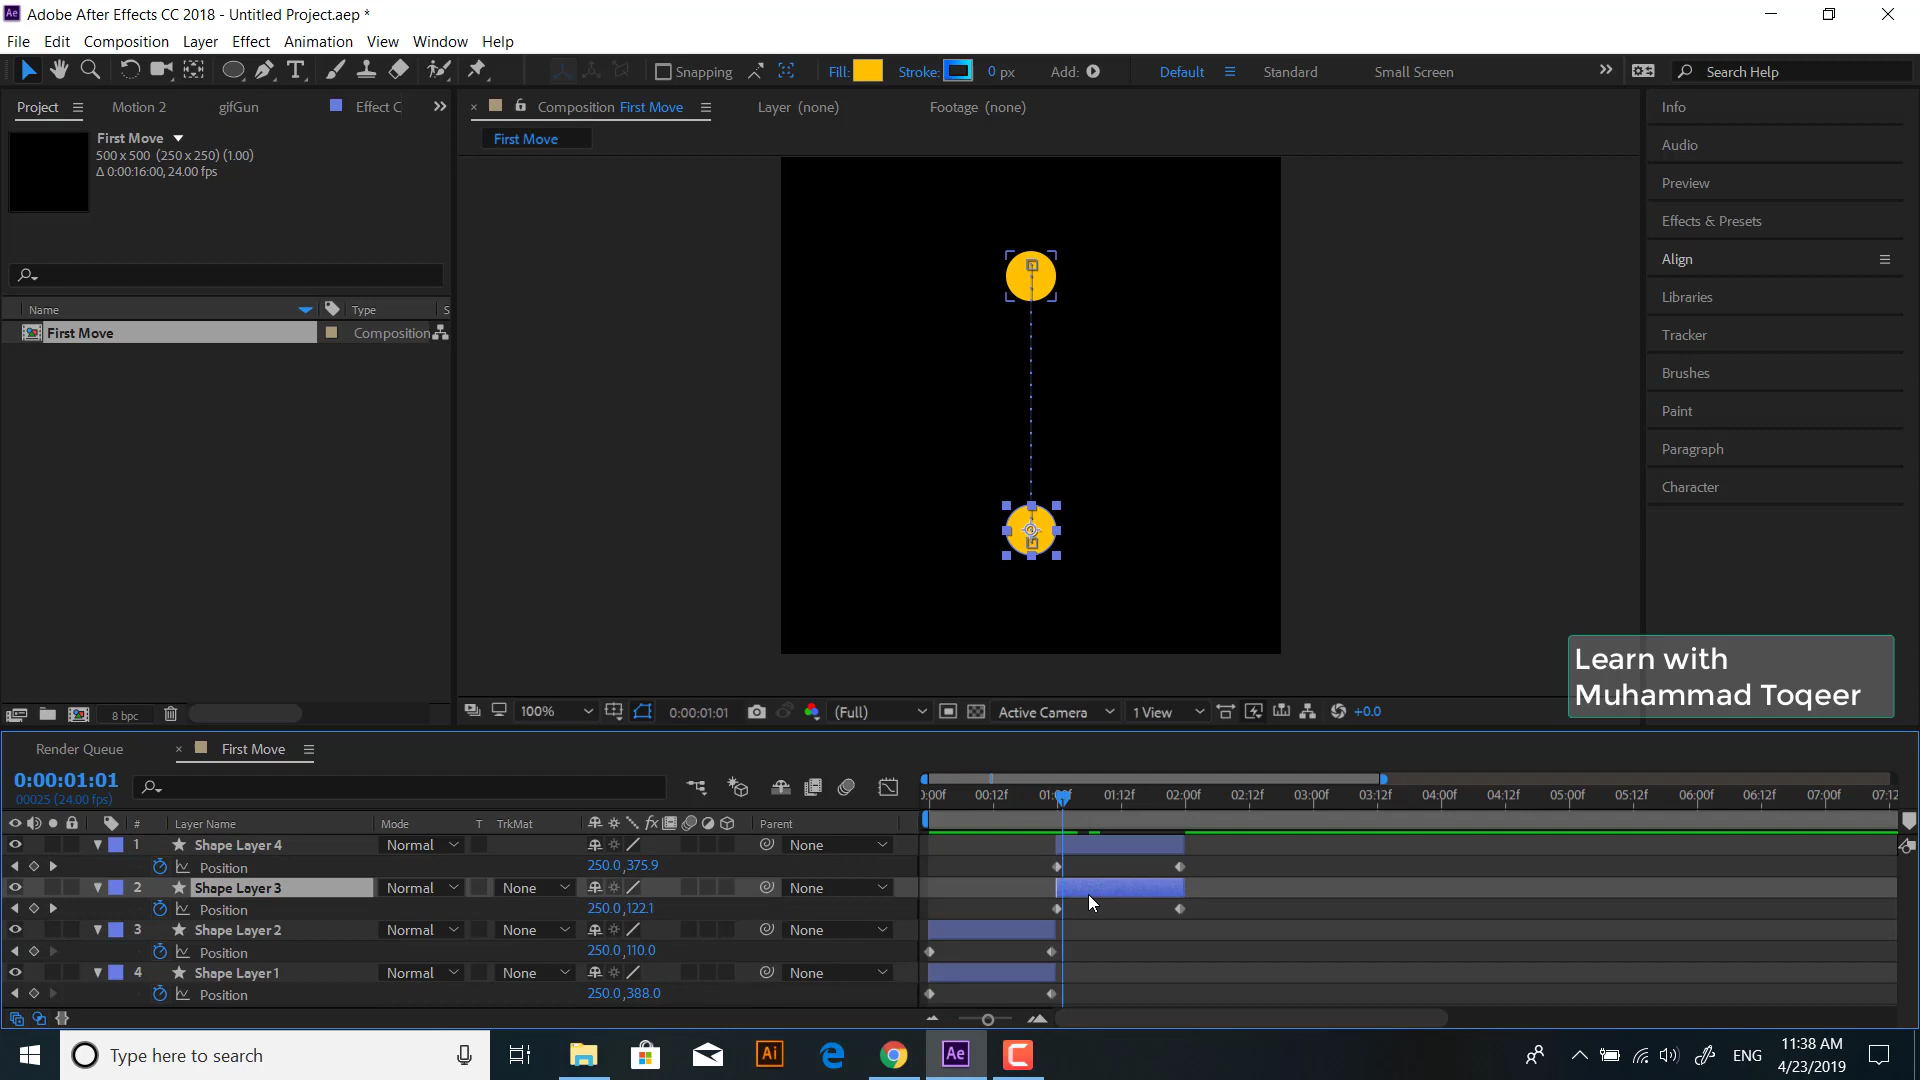 Adobe After Effects CC 2018 - Untitled Project.aep *
File Edit Composition Layer Effect Animation View Window Help
Snapping Fill: Stroke: 0 px Add: Default Standard Small Screen Search Help
Project Motion 2 gifGun Effect C Composition First Move Layer (none) Footage (none)
First Move
First Move
500 x 500 (250 x 250) (1.00)
Δ 0:00:16:00, 24.00 fps
Name Type S
First Move Composition
Info
Audio
Preview
Effects & Presets
Align
Libraries
Tracker
Brushes
Paint
Paragraph
Character
Learn with
Muhammad Toqeer
8 bpc 100% 0:00:01:01 (Full) Active Camera 1 View +0.0
Render Queue First Move
0:00:01:01
00025 (24.00 fps)
):00f 00:12f 01:00f 01:12f 02:00f 02:12f 03:00f 03:12f 04:00f 04:12f 05:00f 05:12f 06:00f 06:12f 07:00f 07:12
# Layer Name Mode T TrkMat fx Parent
1 Shape Layer 4 Normal None
Position 250.0,375.9
2 Shape Layer 3 Normal None None
Position 250.0,122.1
3 Shape Layer 2 Normal None None
Position 250.0,110.0
4 Shape Layer 1 Normal None None
Position 250.0,388.0
Type here to search Ai Ae ENG
11:38 AM
4/23/2019